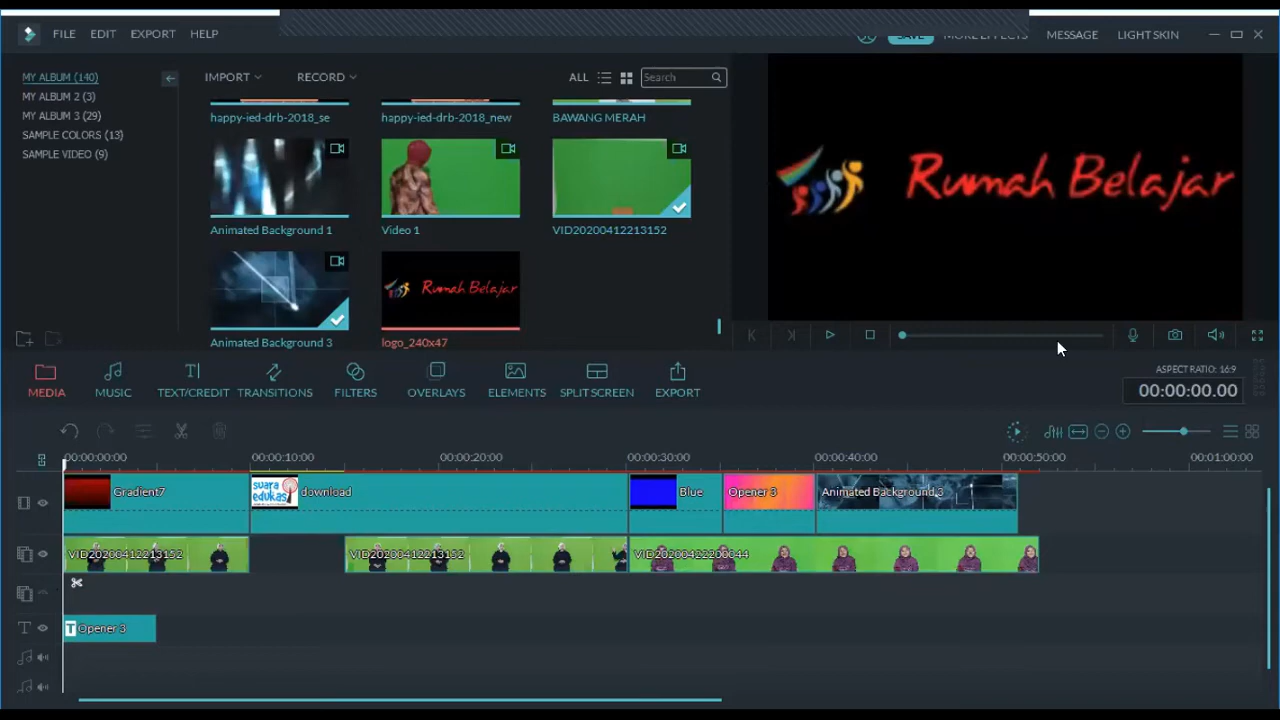 FILE EDIT EXPORT HELP
SAVE MORE EFFECTS MESSAGE LIGHT SKIN
MY ALBUM (140)
MY ALBUM 2 (3)
MY ALBUM 3 (29)
SAMPLE COLORS (13)
SAMPLE VIDEO (9)
IMPORT RECORD ALL Search
happy-ied-drb-2018_se happy-ied-drb-2018_new BAWANG MERAH
Animated Background 1 Video 1 VID20200412213152
Rumah Belajar
Animated Background 3 logo_240x47
Rumah Belajar
MEDIA MUSIC TEXT/CREDIT TRANSITIONS FILTERS OVERLAYS ELEMENTS SPLIT SCREEN EXPORT
ASPECT RATIO: 16:9
00:00:00.00
00:00:00:00 00:00:10:00 00:00:20:00 00:00:30:00 00:00:40:00 00:00:50:00 00:01:00:00
Gradient7 suara edukasi download Blue Opener 3 Animated Background 3
VID20200412213152 VID20200412213152 VID20200422200044
T Opener 3